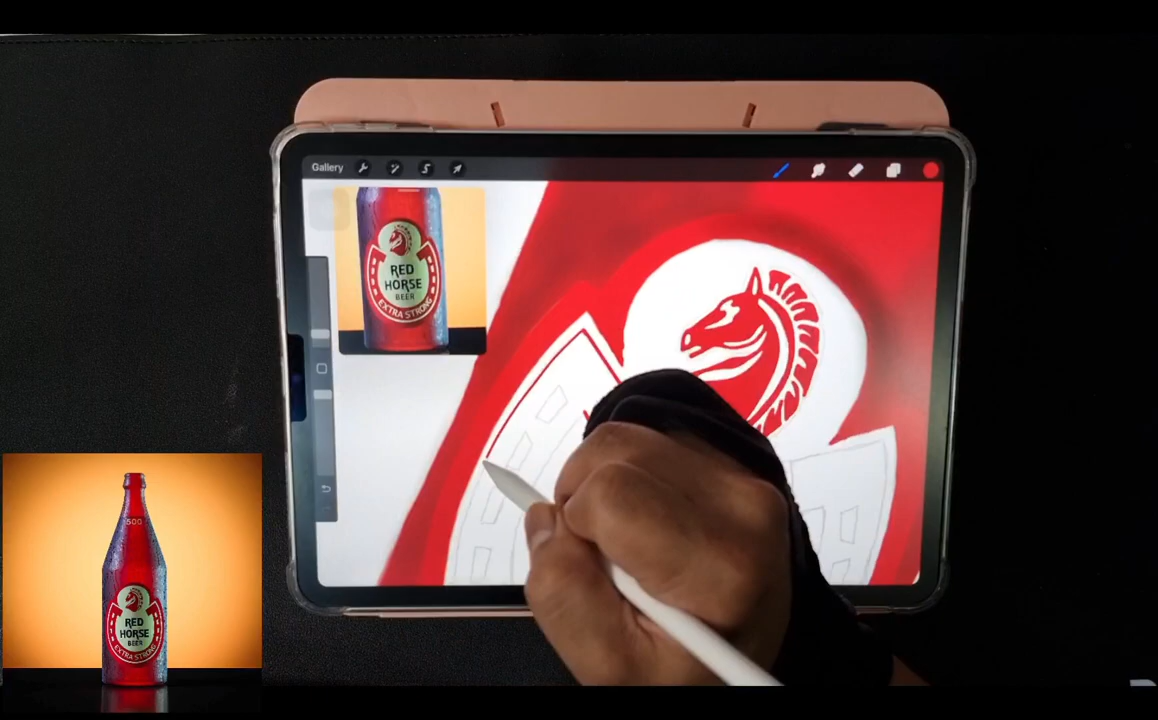 Gallery
RED
HORSE
BEER
EXTRA STRONG
500
RED
HORSE
BEER
EXTRA STRONG